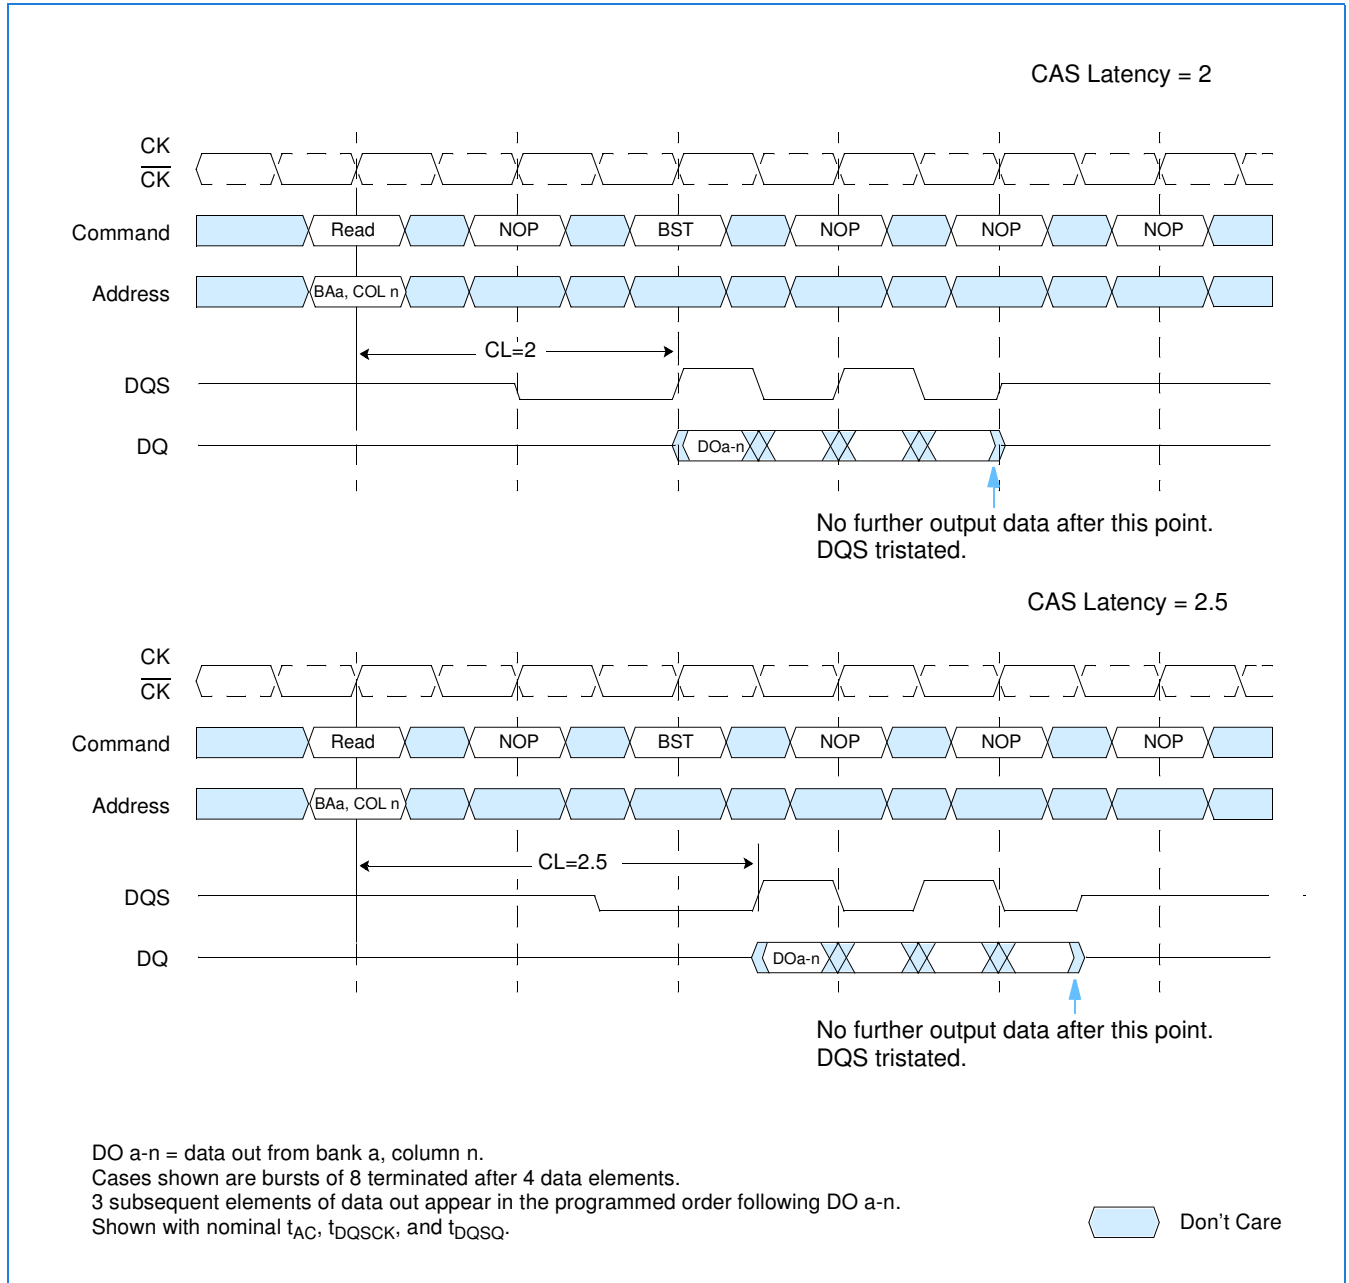 CAS Latency = 2
CK
CK
Command
Read
NOP
BST
NOP
NOP
NOP
Address
BAa, COL n
CL=2
DQS
DQ
DOa-n
No further output data after this point.
DQS tristated.
CAS Latency = 2.5
CK
CK
Command
Read
NOP
BST
NOP
NOP
NOP
Address
BAa, COL n
CL=2.5
DQS
DQ
DOa-n
No further output data after this point.
DQS tristated.
DO a-n = data out from bank a, column n.
Cases shown are bursts of 8 terminated after 4 data elements.
3 subsequent elements of data out appear in the programmed order following DO a-n.
Shown with nominal tAC, tDQSCK, and tDQSQ.
Don't Care